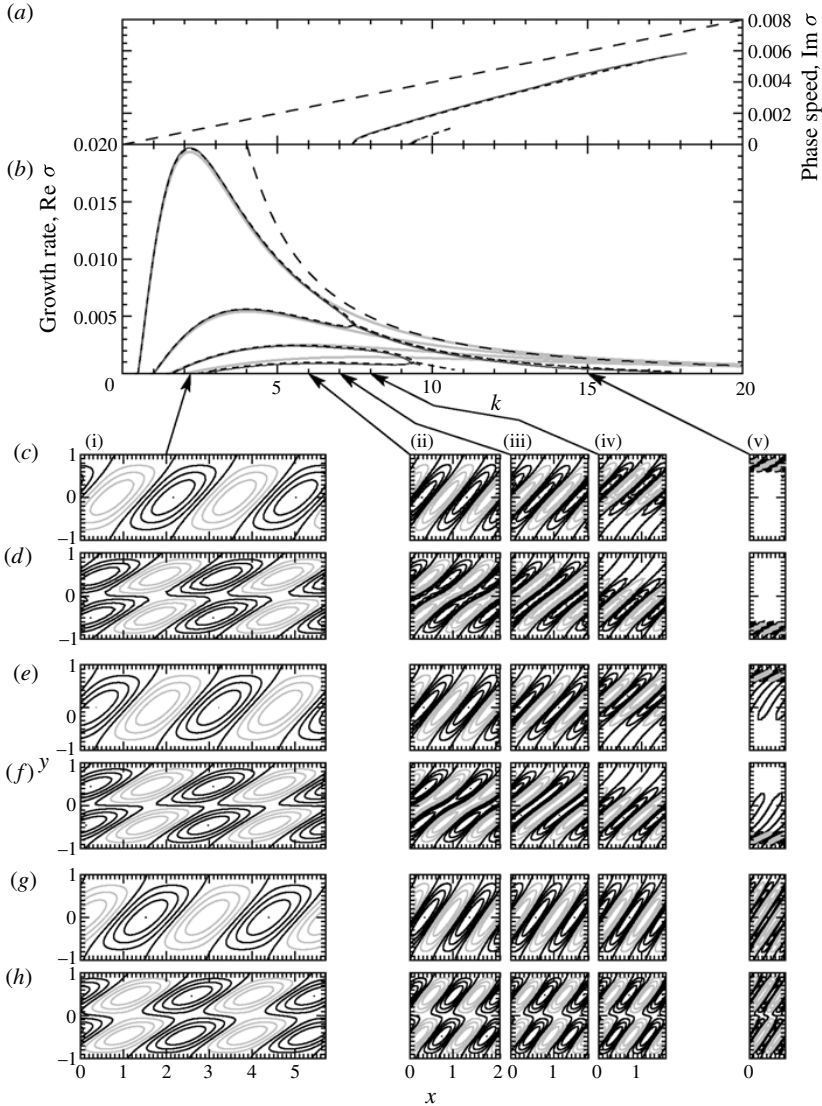 (a)
0.008
0.006
0.004
0.002
0
Phase speed, Im σ
(b)
0.020
0.015
0.010
0.005
Growth rate, Re σ
0 5 10 15 20
k
(i) (ii) (iii) (iv) (v)
(c) 1
0
−1
(d) 1
0
−1
(e) 1
0
−1
(f) y 1
0
−1
(g) 1
0
−1
(h) 1
0
−1
0 1 2 3 4 5 0 1 2 0 1 0 1 0
x